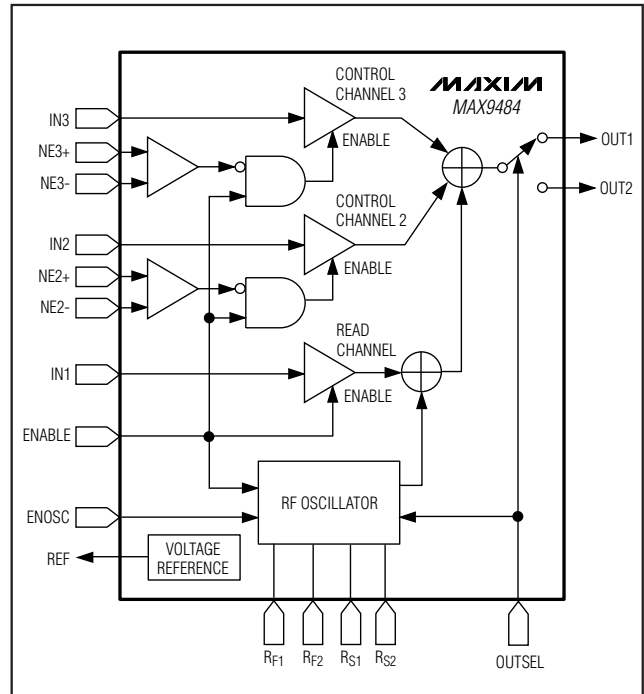 CONTROL
CHANNEL 3
MAXIM
MAX9484
IN3
NE3+
NE3-
ENABLE
OUT1
OUT2
CONTROL
CHANNEL 2
IN2
NE2+
NE2-
ENABLE
READ
CHANNEL
IN1
ENABLE
ENABLE
ENOSC
RF OSCILLATOR
REF
VOLTAGE
REFERENCE
RF1
RF2
RS1
RS2
OUTSEL